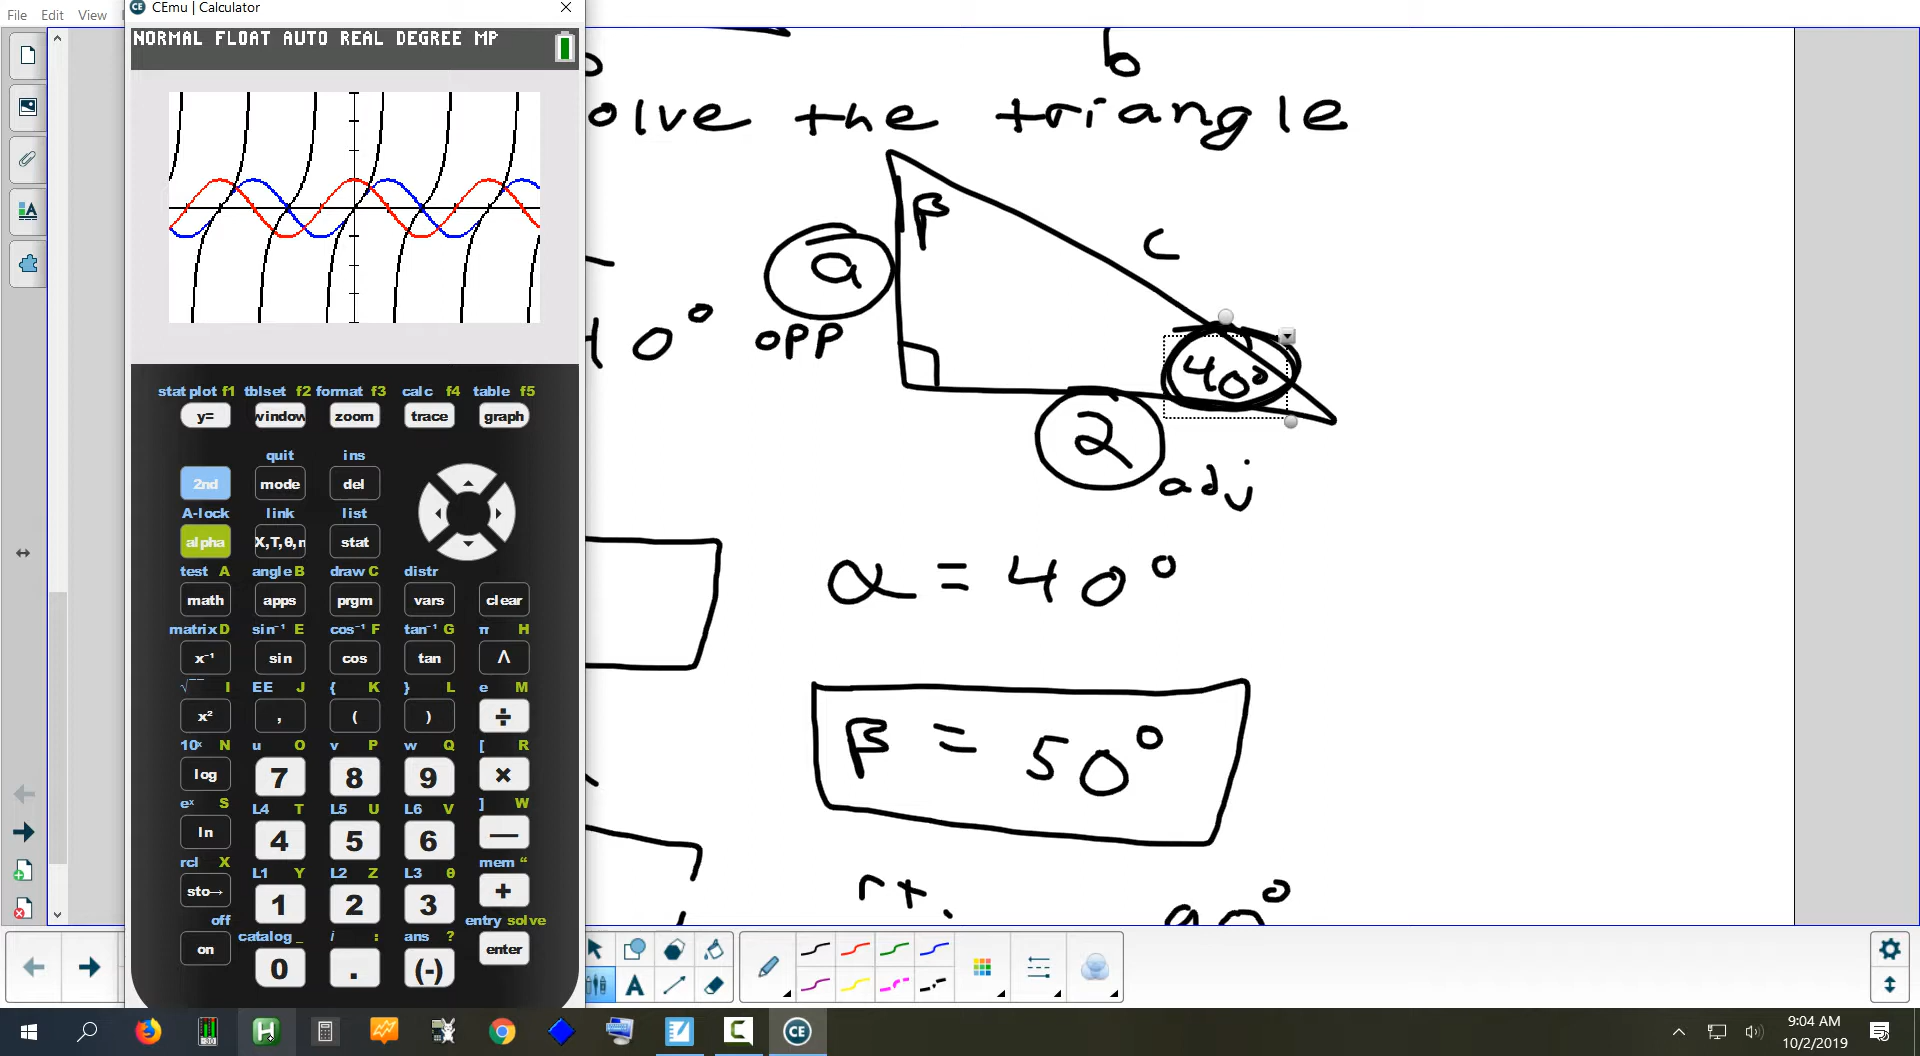 File Edit View
CEmu | Calculator
NORMAL FLOAT AUTO REAL DEGREE MP
stat plot f1 tblset f2 format f3 calc f4 table f5
y= window zoom trace graph
quit ins
2nd mode del
A-lock link list
alpha X,T,θ,n stat
test A angle B draw C distr
math apps prgm vars clear
matrix D sin⁻¹ E cos⁻¹ F tan⁻¹ G π H
x⁻¹ sin cos tan ^
√ I EE J { K } L e M
x² , ( ) ÷
10ˣ N u O v P w Q [ R
log 7 8 9 ×
eˣ S L4 T L5 U L6 V ] W
ln 4 5 6 —
rcl X L1 Y L2 Z L3 θ mem "
sto→ 1 2 3 +
off catalog _ i : ans ? entry solve
on 0 . (-) enter
b
olve the triangle
β
c
a
opp
40°
40°
2
adj
α = 40°
β = 50°
rt. 90°
A
CE
9:04 AM
10/2/2019